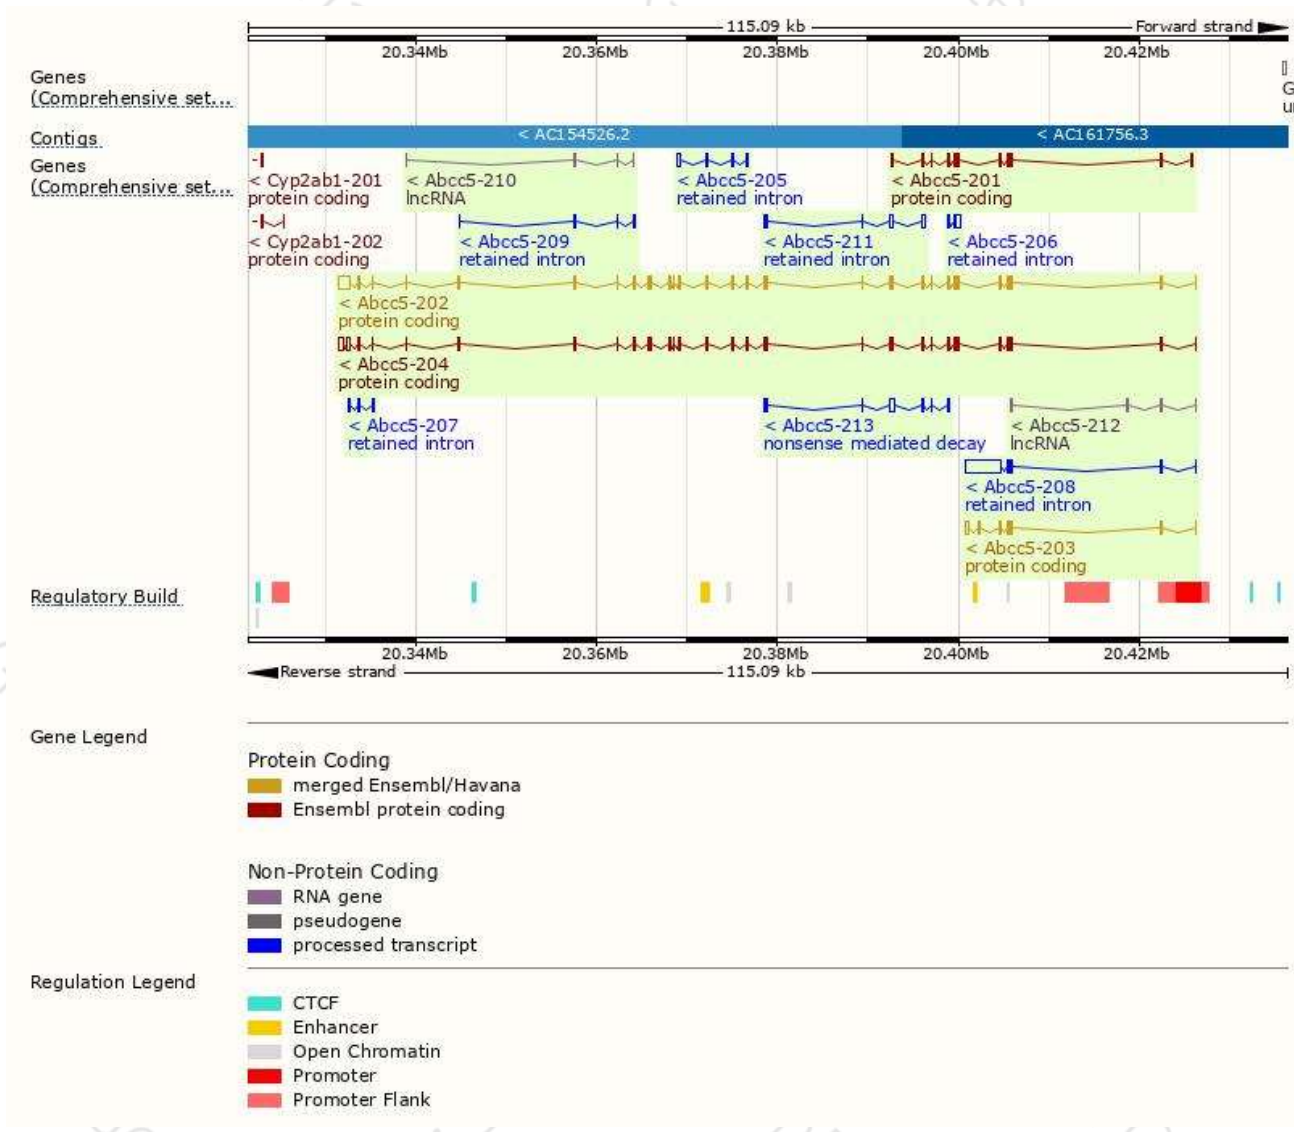 115.09 kb
Forward strand
20.34Mb 20.36Mb 20.38Mb 20.40Mb 20.42Mb
Genes
(Comprehensive set...
G
u
Contigs
< AC154526.2 < AC161756.3
Genes
(Comprehensive set...
< Cyp2ab1-201 < Abcc5-210 < Abcc5-205 < Abcc5-201
protein coding lncRNA retained intron protein coding
< Cyp2ab1-202 < Abcc5-209 < Abcc5-211 < Abcc5-206
protein coding retained intron retained intron retained intron
< Abcc5-202
protein coding
< Abcc5-204
protein coding
< Abcc5-207 < Abcc5-213 < Abcc5-212
retained intron nonsense mediated decay lncRNA
< Abcc5-208
retained intron
< Abcc5-203
protein coding
Regulatory Build
20.34Mb 20.36Mb 20.38Mb 20.40Mb 20.42Mb
Reverse strand 115.09 kb
Gene Legend
Protein Coding
merged Ensembl/Havana
Ensembl protein coding
Non-Protein Coding
RNA gene
pseudogene
processed transcript
Regulation Legend
CTCF
Enhancer
Open Chromatin
Promoter
Promoter Flank